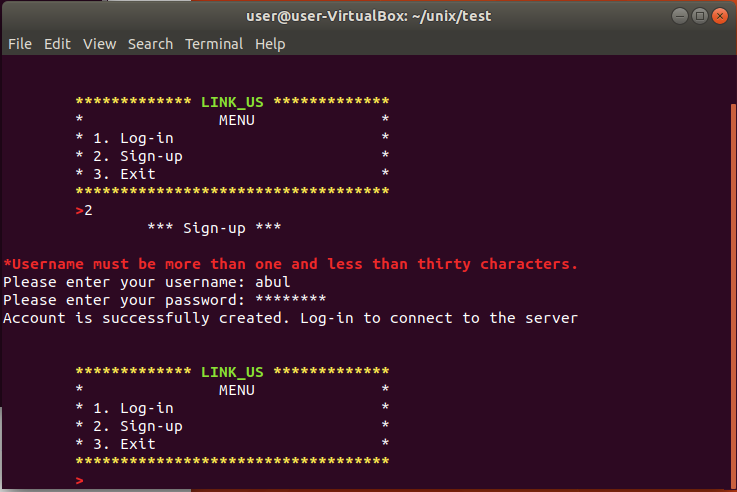 user@user-VirtualBox: ~/unix/test
File Edit View Search Terminal Help
************* LINK_US *************
* MENU *
* 1. Log-in *
* 2. Sign-up *
* 3. Exit *
***********************************
>2
*** Sign-up ***
*Username must be more than one and less than thirty characters.
Please enter your username: abul
Please enter your password: ********
Account is successfully created. Log-in to connect to the server
************* LINK_US *************
* MENU *
* 1. Log-in *
* 2. Sign-up *
* 3. Exit *
***********************************
>